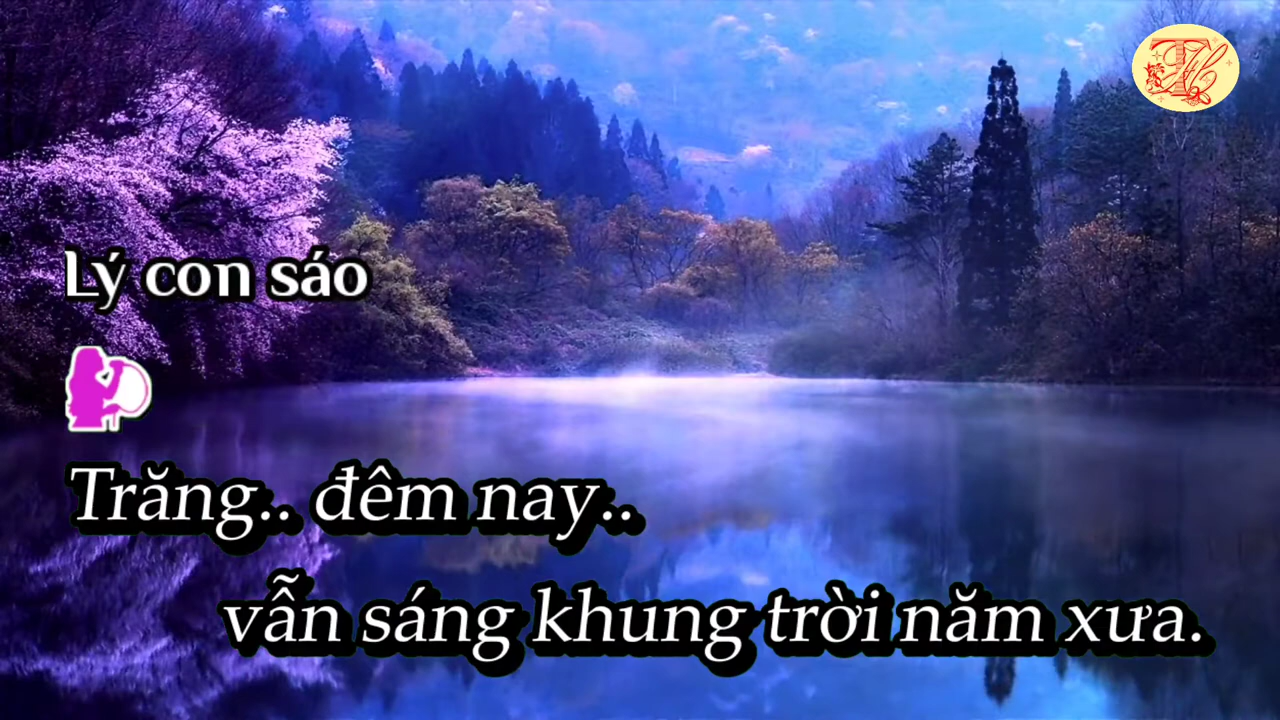 Lý con sáo
Trăng.. đêm nay..
vẫn sáng khung trời năm xưa.